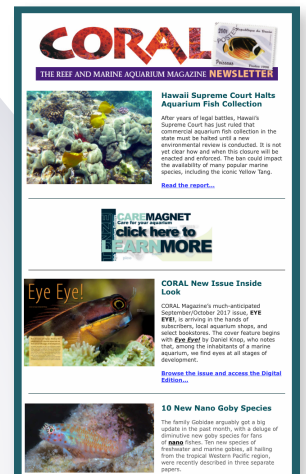 CORAL
2009
République du Bénin
THE REEF AND MARINE AQUARIUM MAGAZINE NEWSLETTER
Hawaii Supreme Court Halts
Aquarium Fish Collection
After years of legal battles, Hawaii's
Supreme Court has just ruled that
commercial aquarium fish collection in the
state must be halted until a new
environmental review is conducted. It is not
yet clear how and when this closure will be
enacted and enforced. The ban could impact
the availability of many popular marine
species, including the iconic Yellow Tang.
Read the report...
CAREMAGNET
Care for your aquarium
click here to
LEARNMORE
Eye Eye!
CORAL New Issue Inside
Look
CORAL Magazine's much-anticipated
September/October 2017 issue, EYE
EYE!, is arriving in the hands of
subscribers, local aquarium shops, and
select bookstores. The cover feature begins
with Eye Eye! by Daniel Knop, who notes
that, among the inhabitants of a marine
aquarium, we find eyes at all stages of
development.
Browse the issue and access the Digital
Edition...
10 New Nano Goby Species
The family Gobiidae arguably got a big
update in the past month, with a deluge of
diminutive new goby species for fans
of nano fishes. Ten new species of
freshwater and marine gobies, all hailing
from the tropical Western Pacific region,
were recently described in three separate
papers.